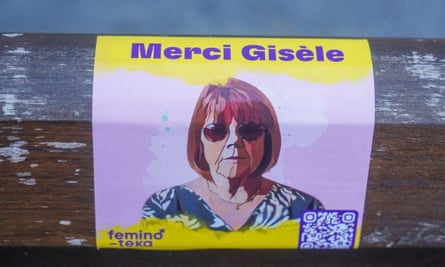 Merci Gisèle
femino
-teka